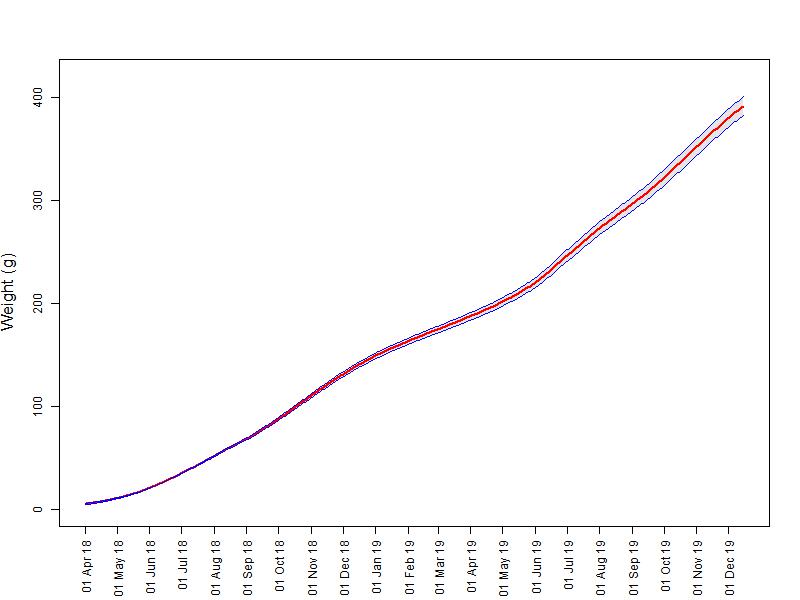 400
300
200
100
0
Weight (g)
01 Apr 18
01 May 18
01 Jun 18
01 Jul 18
01 Aug 18
01 Sep 18
01 Oct 18
01 Nov 18
01 Dec 18
01 Jan 19
01 Feb 19
01 Mar 19
01 Apr 19
01 May 19
01 Jun 19
01 Jul 19
01 Aug 19
01 Sep 19
01 Oct 19
01 Nov 19
01 Dec 19